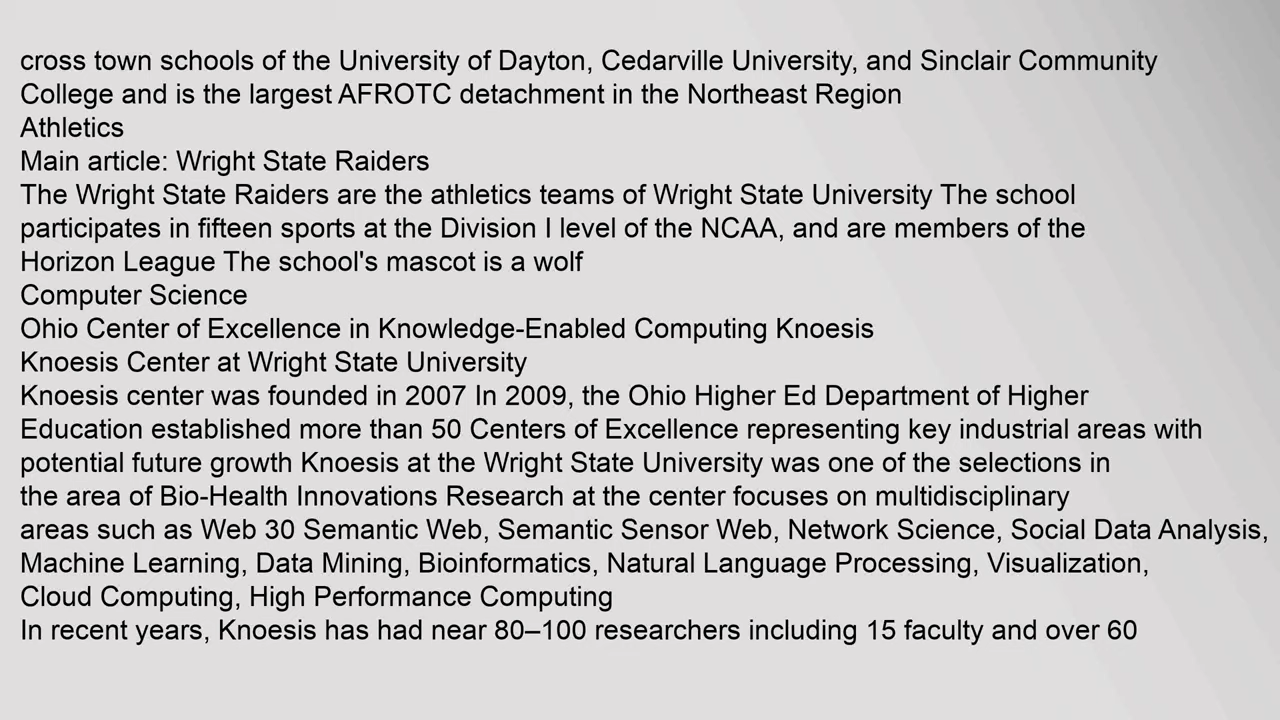 cross town schools of the University of Dayton, Cedarville University, and Sinclair Community
College and is the largest AFROTC detachment in the Northeast Region
Athletics
Main article: Wright State Raiders
The Wright State Raiders are the athletics teams of Wright State University The school
participates in fifteen sports at the Division I level of the NCAA, and are members of the
Horizon League The school's mascot is a wolf
Computer Science
Ohio Center of Excellence in Knowledge-Enabled Computing Knoesis
Knoesis Center at Wright State University
Knoesis center was founded in 2007 In 2009, the Ohio Higher Ed Department of Higher
Education established more than 50 Centers of Excellence representing key industrial areas with
potential future growth Knoesis at the Wright State University was one of the selections in
the area of Bio-Health Innovations Research at the center focuses on multidisciplinary
areas such as Web 30 Semantic Web, Semantic Sensor Web, Network Science, Social Data Analysis,
Machine Learning, Data Mining, Bioinformatics, Natural Language Processing, Visualization,
Cloud Computing, High Performance Computing
In recent years, Knoesis has had near 80–100 researchers including 15 faculty and over 60